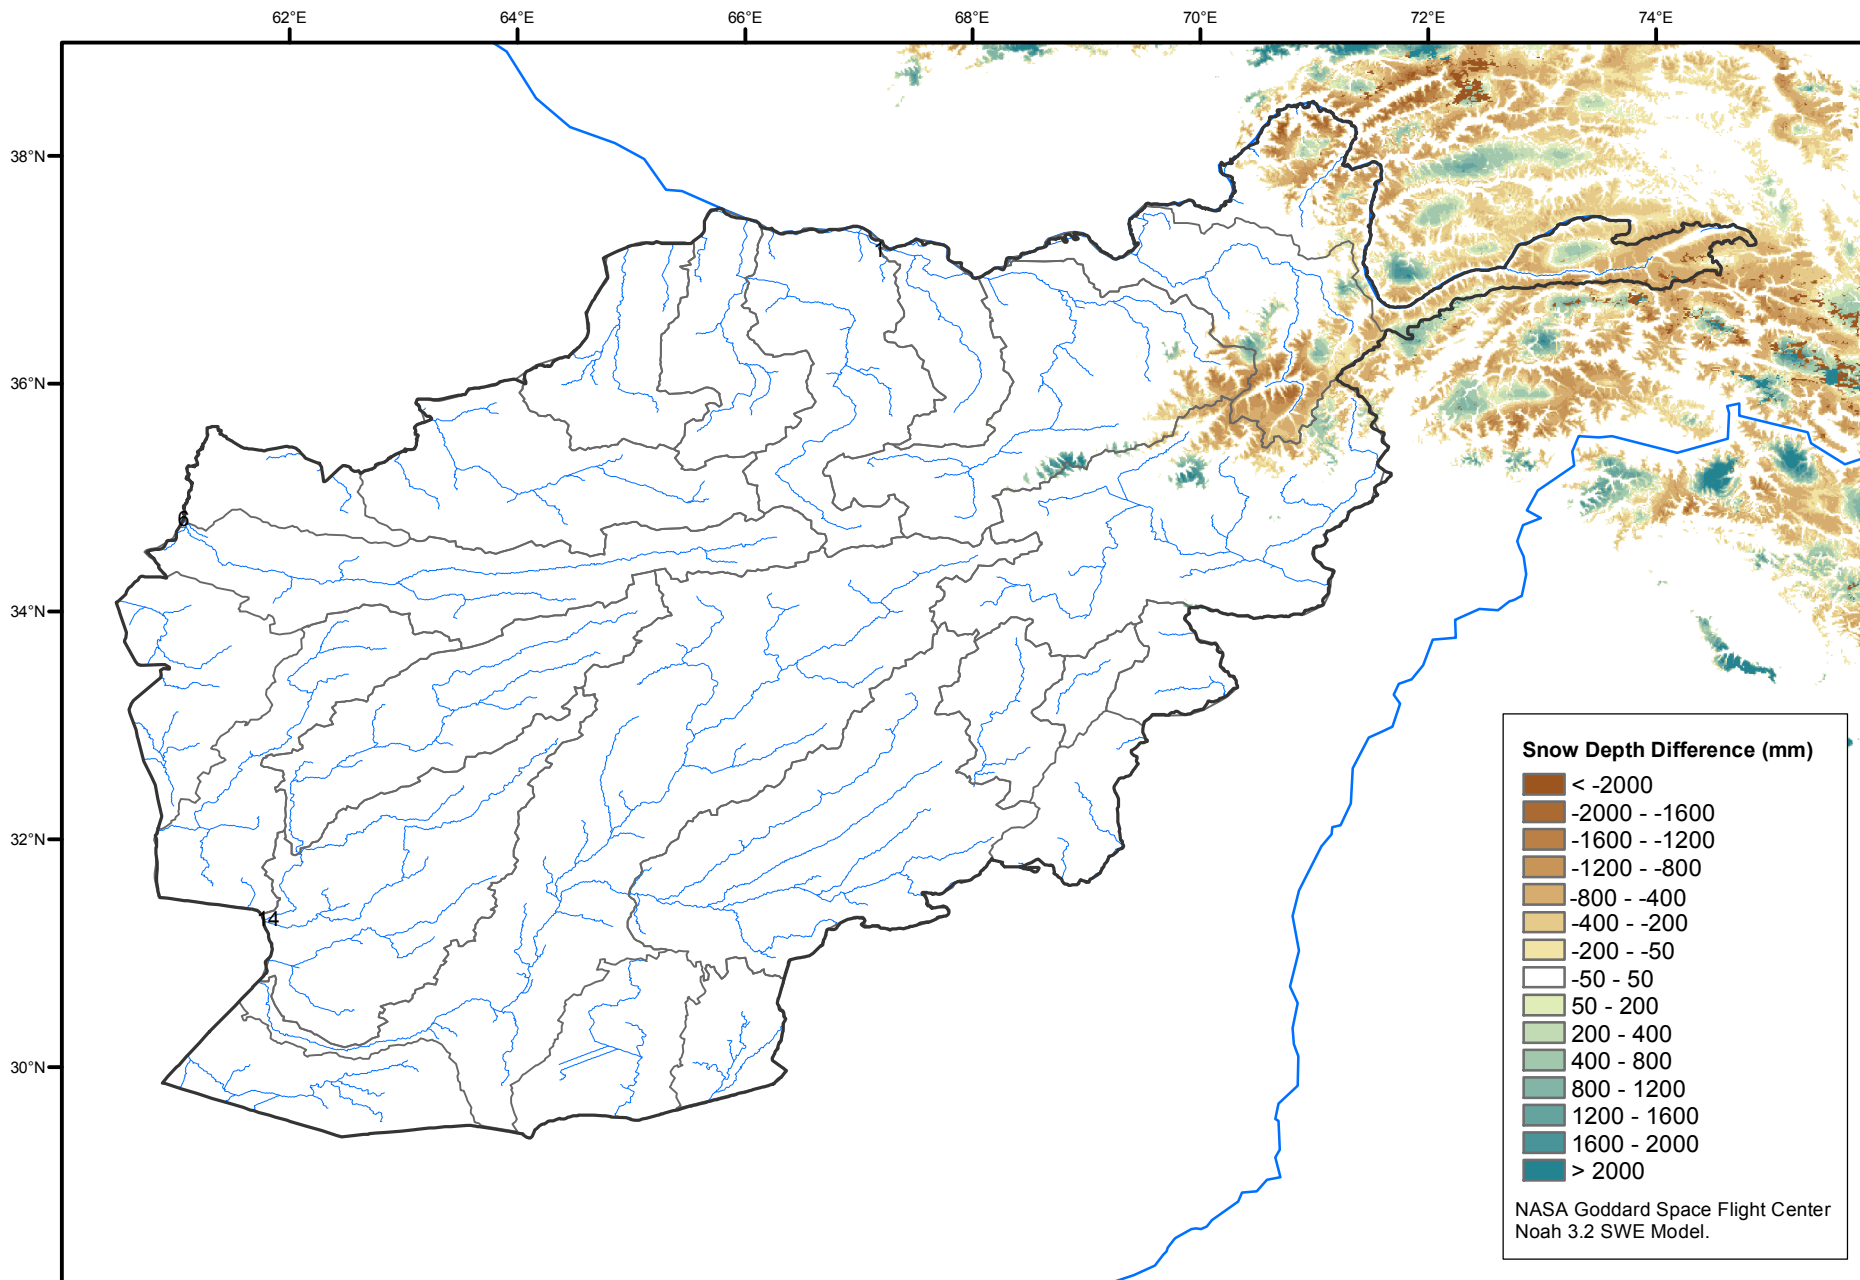 62°E 64°E 66°E 68°E 70°E 72°E 74°E
38°N
1
36°N
6
34°N
32°N
14
30°N
Snow Depth Difference (mm)
< -2000
-2000 - -1600
-1600 - -1200
-1200 - -800
-800 - -400
-400 - -200
-200 - -50
-50 - 50
50 - 200
200 - 400
400 - 800
800 - 1200
1200 - 1600
1600 - 2000
> 2000
NASA Goddard Space Flight Center
Noah 3.2 SWE Model.